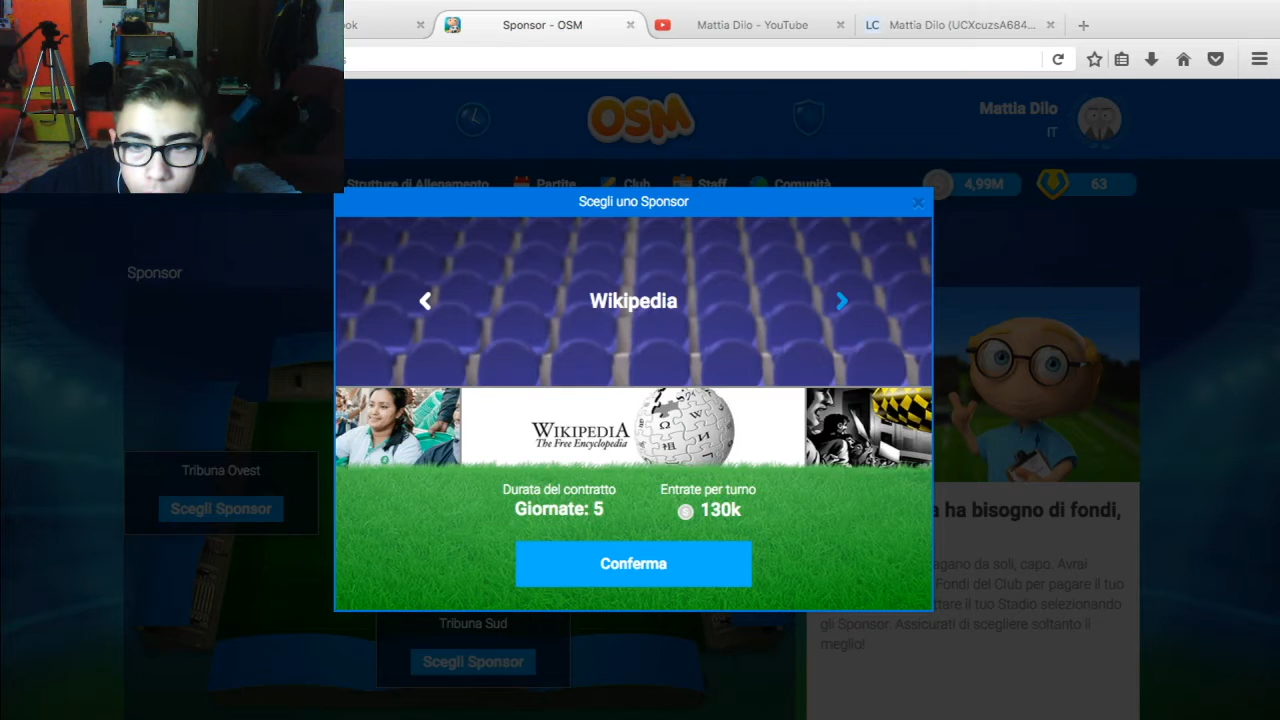 ook
Sponsor - OSM
Mattia Dilo - YouTube
LC Mattia Dilo (UCXcuzsA684...
OSM
Mattia Dilo
IT
Strutture di Allenamento
Partite
Club
Staff
Comunità
4,99M
63
Scegli uno Sponsor
Sponsor
Wikipedia
WIKIPEDIA
The Free Encyclopedia
Tribuna Ovest
Scegli Sponsor
Durata del contratto
Giornate: 5
Entrate per turno
130k
Conferma
a ha bisogno di fondi,
agano da soli, capo. Avrai
Fondi del Club per pagare il tuo
ttare il tuo Stadio selezionando
gli Sponsor. Assicurati di scegliere soltanto il
meglio!
Tribuna Sud
Scegli Sponsor